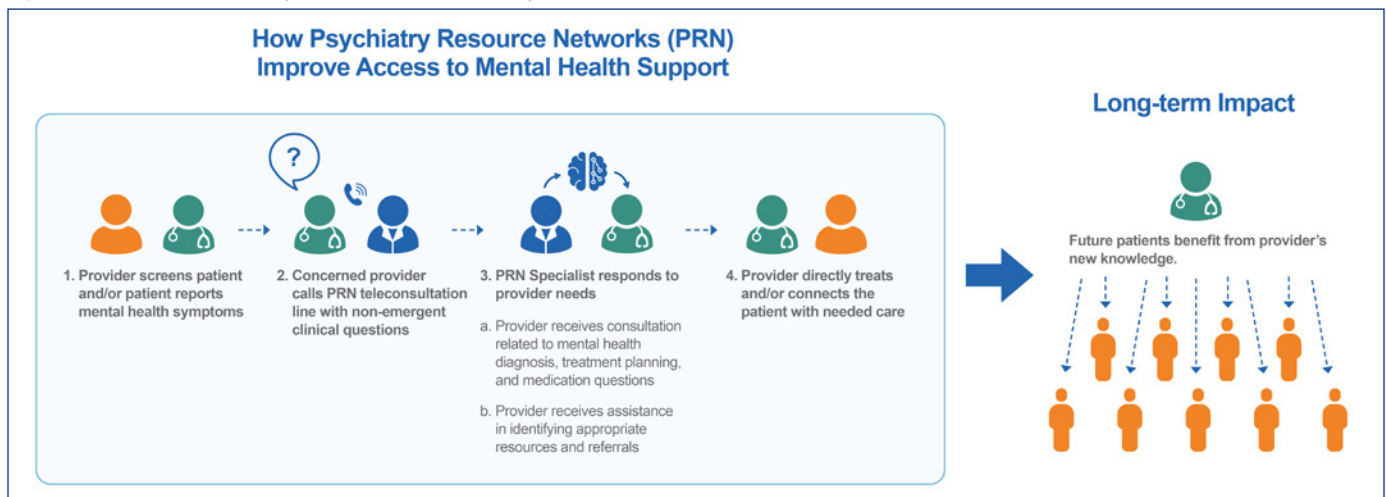 How Psychiatry Resource Networks (PRN)
Improve Access to Mental Health Support
Long-term Impact
?
1. Provider screens patient
and/or patient reports
mental health symptoms
2. Concerned provider
calls PRN teleconsultation
line with non-emergent
clinical questions
3. PRN Specialist responds to
provider needs
a. Provider receives consultation
related to mental health
diagnosis, treatment planning,
and medication questions
b. Provider receives assistance
in identifying appropriate
resources and referrals
4. Provider directly treats
and/or connects the
patient with needed care
Future patients benefit from provider's
new knowledge.